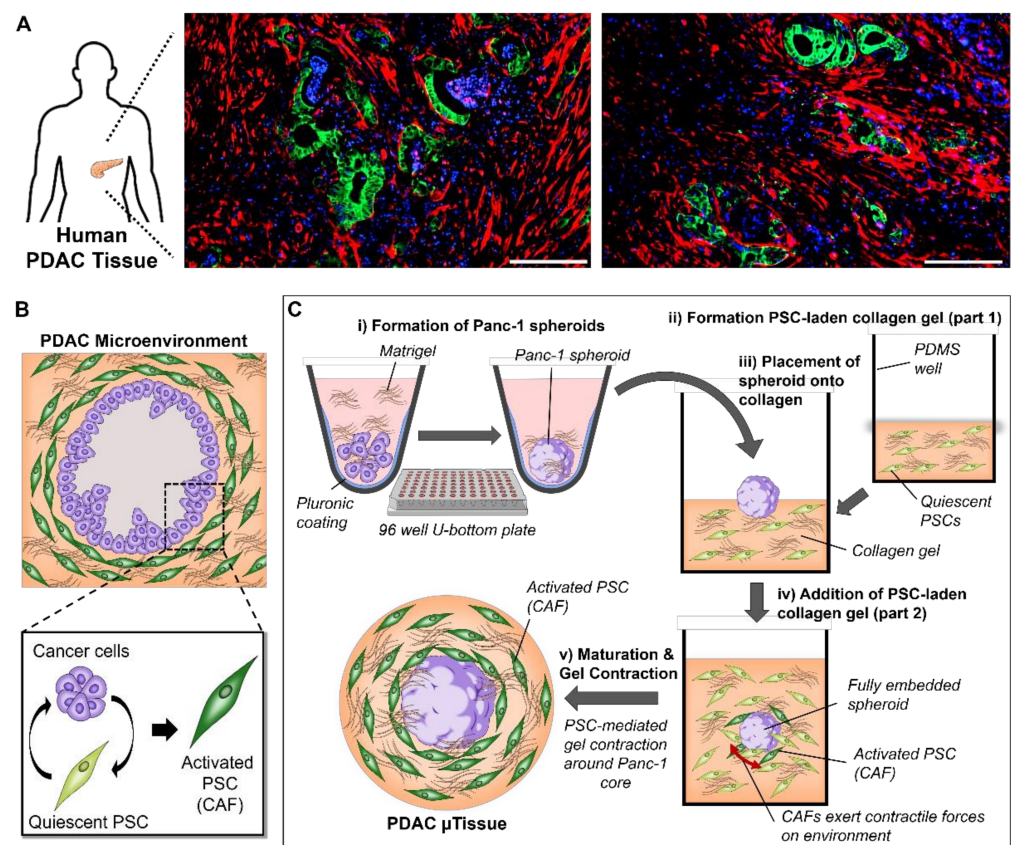 A
Human
PDAC Tissue
B
PDAC Microenvironment
Cancer cells
Quiescent PSC
Activated
PSC
(CAF)
C
i) Formation of Panc-1 spheroids
Matrigel
Panc-1 spheroid
Pluronic
coating
96 well U-bottom plate
ii) Formation PSC-laden collagen gel (part 1)
PDMS
well
Quiescent
PSCs
iii) Placement of
spheroid onto
collagen
Collagen gel
iv) Addition of PSC-laden
collagen gel (part 2)
Fully embedded
spheroid
Activated PSC
(CAF)
CAFs exert contractile forces
on environment
v) Maturation &
Gel Contraction
PSC-mediated
gel contraction
around Panc-1
core
Activated PSC
(CAF)
PDAC µTissue